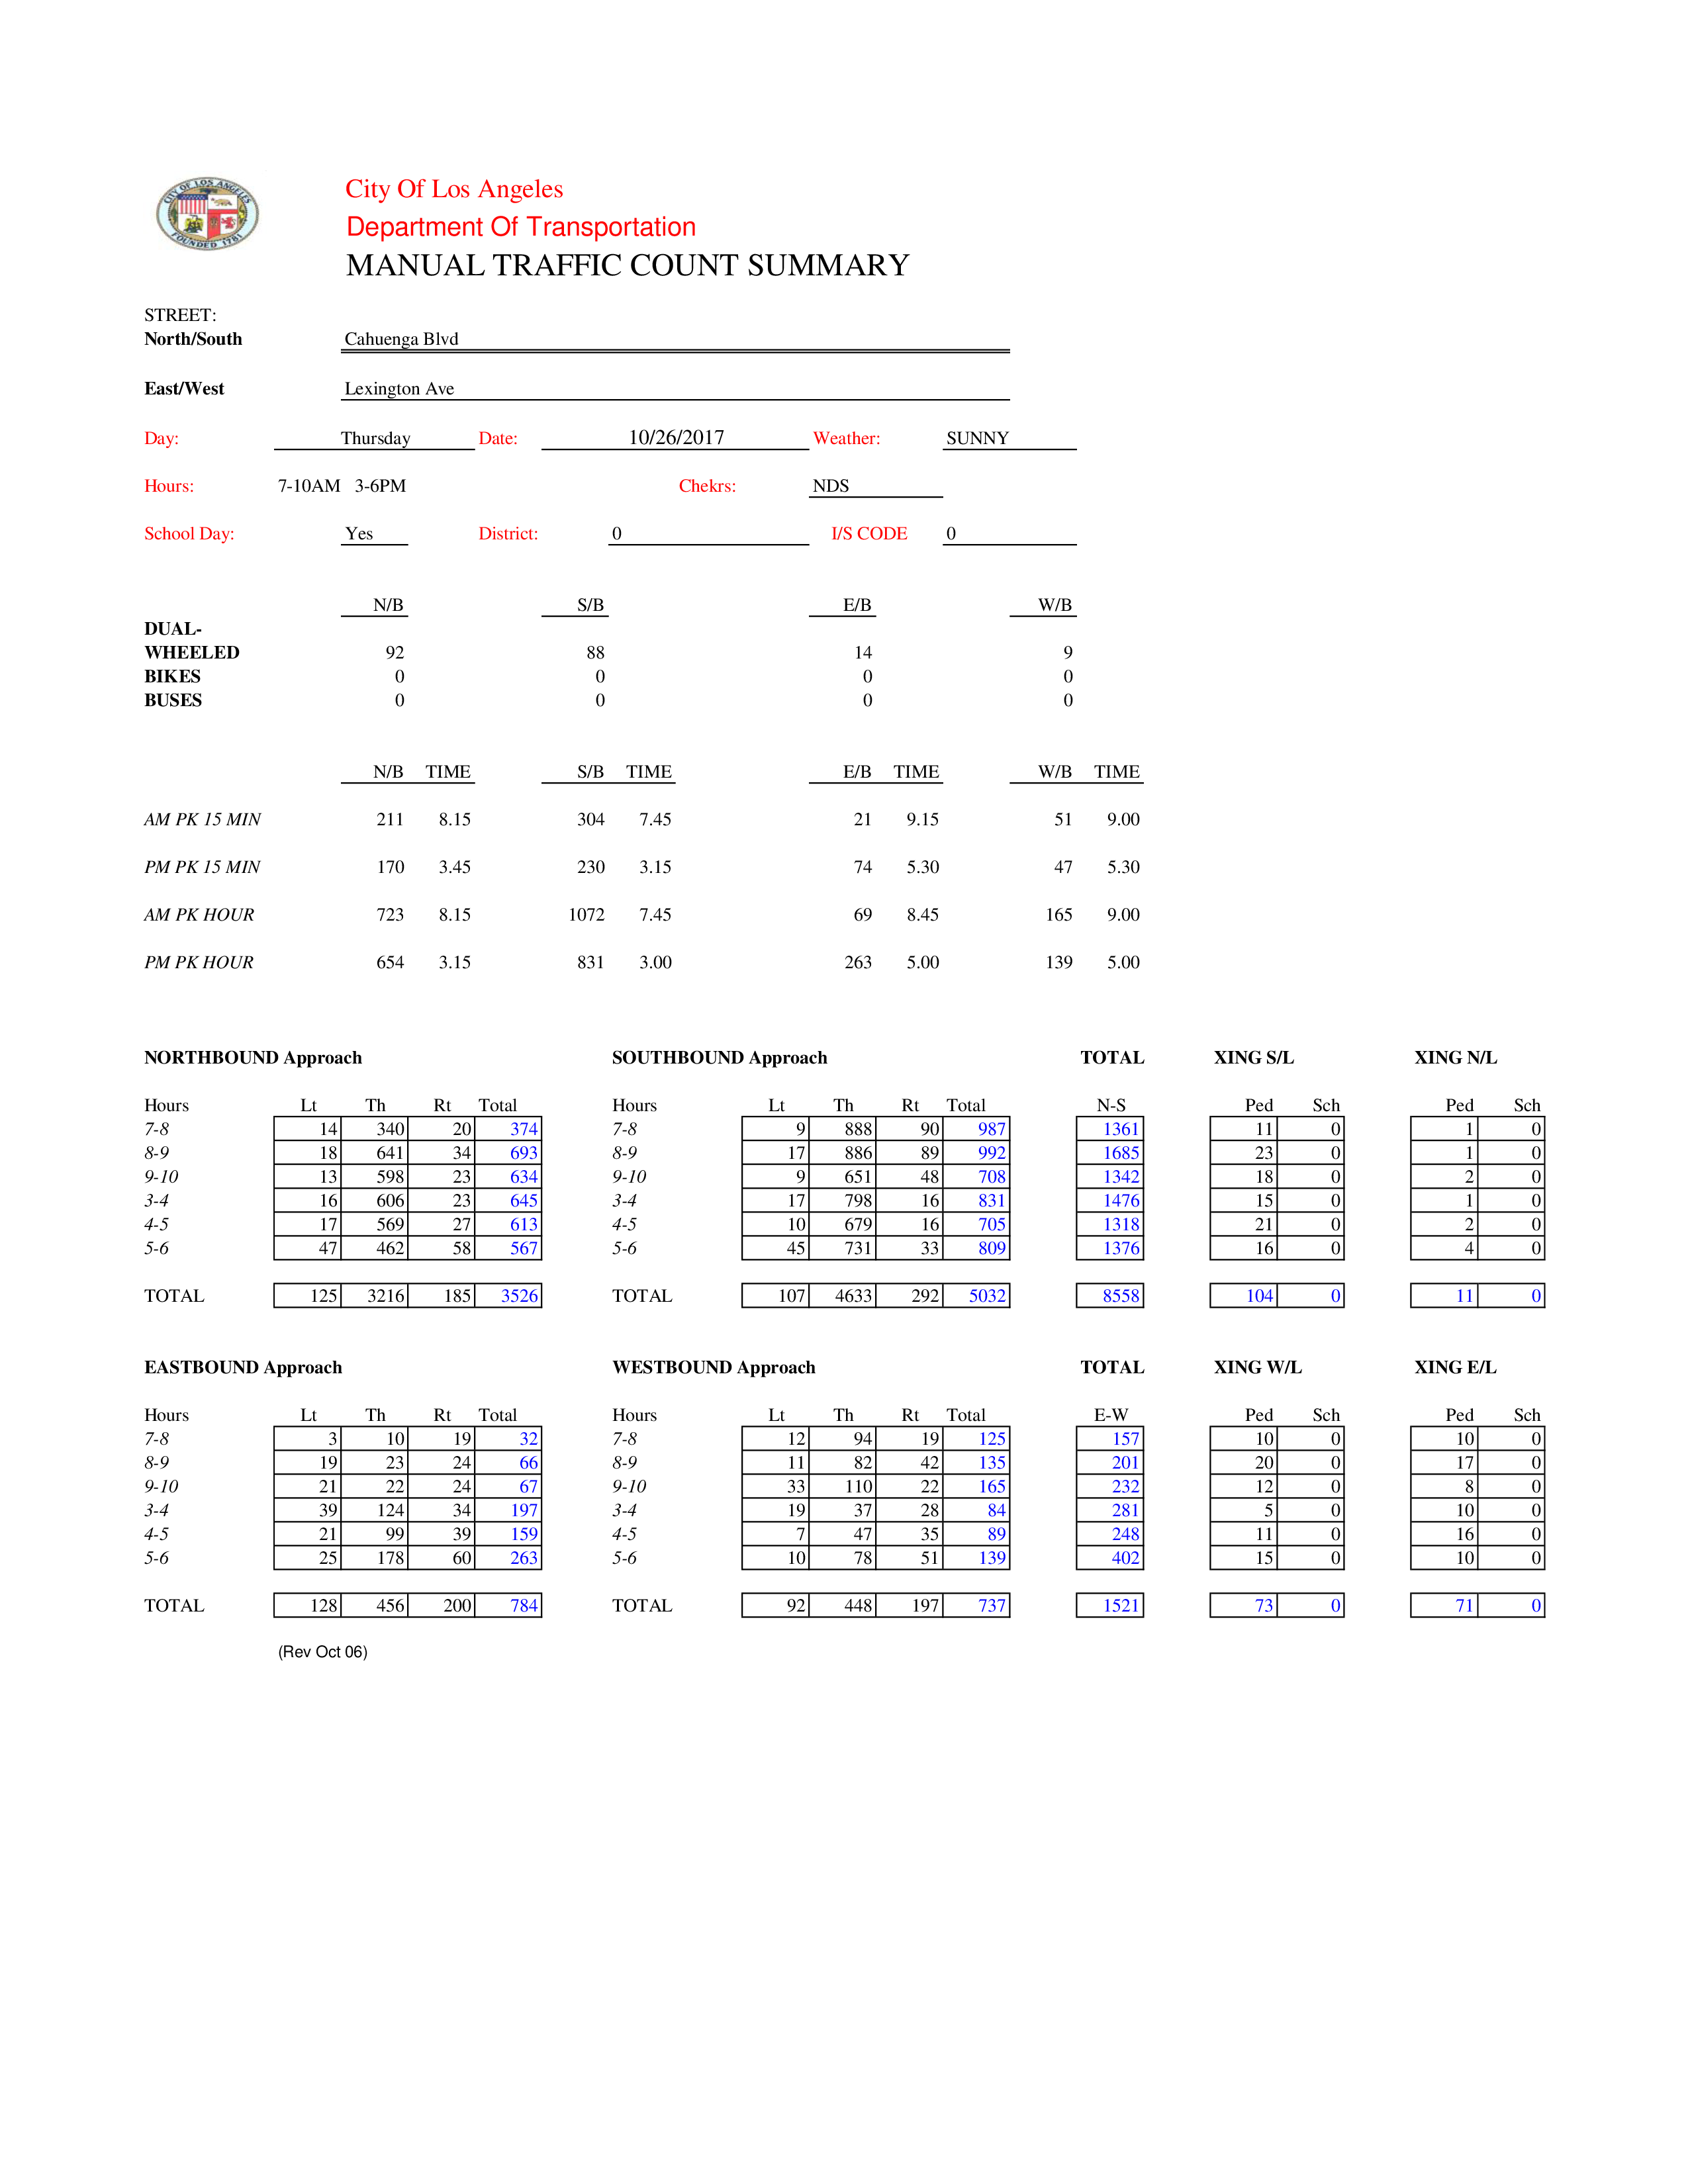 CITY OF LOS ANGELES
FOUNDED 1781
City Of Los Angeles
Department Of Transportation
MANUAL TRAFFIC COUNT SUMMARY
STREET:
North/South Cahuenga Blvd
East/West Lexington Ave
Day: Thursday Date: 10/26/2017 Weather: SUNNY
Hours: 7-10AM 3-6PM Chekrs: NDS
School Day: Yes District: 0 I/S CODE 0
N/B S/B E/B W/B
DUAL-
WHEELED 92 88 14 9
BIKES 0 0 0 0
BUSES 0 0 0 0
N/B TIME S/B TIME E/B TIME W/B TIME
AM PK 15 MIN 211 8.15 304 7.45 21 9.15 51 9.00
PM PK 15 MIN 170 3.45 230 3.15 74 5.30 47 5.30
AM PK HOUR 723 8.15 1072 7.45 69 8.45 165 9.00
PM PK HOUR 654 3.15 831 3.00 263 5.00 139 5.00
NORTHBOUND Approach SOUTHBOUND Approach TOTAL XING S/L XING N/L
Hours Lt Th Rt Total Hours Lt Th Rt Total N-S Ped Sch Ped Sch
7-8 14 340 20 374 7-8 9 888 90 987 1361 11 0 1 0
8-9 18 641 34 693 8-9 17 886 89 992 1685 23 0 1 0
9-10 13 598 23 634 9-10 9 651 48 708 1342 18 0 2 0
3-4 16 606 23 645 3-4 17 798 16 831 1476 15 0 1 0
4-5 17 569 27 613 4-5 10 679 16 705 1318 21 0 2 0
5-6 47 462 58 567 5-6 45 731 33 809 1376 16 0 4 0
TOTAL 125 3216 185 3526 TOTAL 107 4633 292 5032 8558 104 0 11 0
EASTBOUND Approach WESTBOUND Approach TOTAL XING W/L XING E/L
Hours Lt Th Rt Total Hours Lt Th Rt Total E-W Ped Sch Ped Sch
7-8 3 10 19 32 7-8 12 94 19 125 157 10 0 10 0
8-9 19 23 24 66 8-9 11 82 42 135 201 20 0 17 0
9-10 21 22 24 67 9-10 33 110 22 165 232 12 0 8 0
3-4 39 124 34 197 3-4 19 37 28 84 281 5 0 10 0
4-5 21 99 39 159 4-5 7 47 35 89 248 11 0 16 0
5-6 25 178 60 263 5-6 10 78 51 139 402 15 0 10 0
TOTAL 128 456 200 784 TOTAL 92 448 197 737 1521 73 0 71 0
(Rev Oct 06)